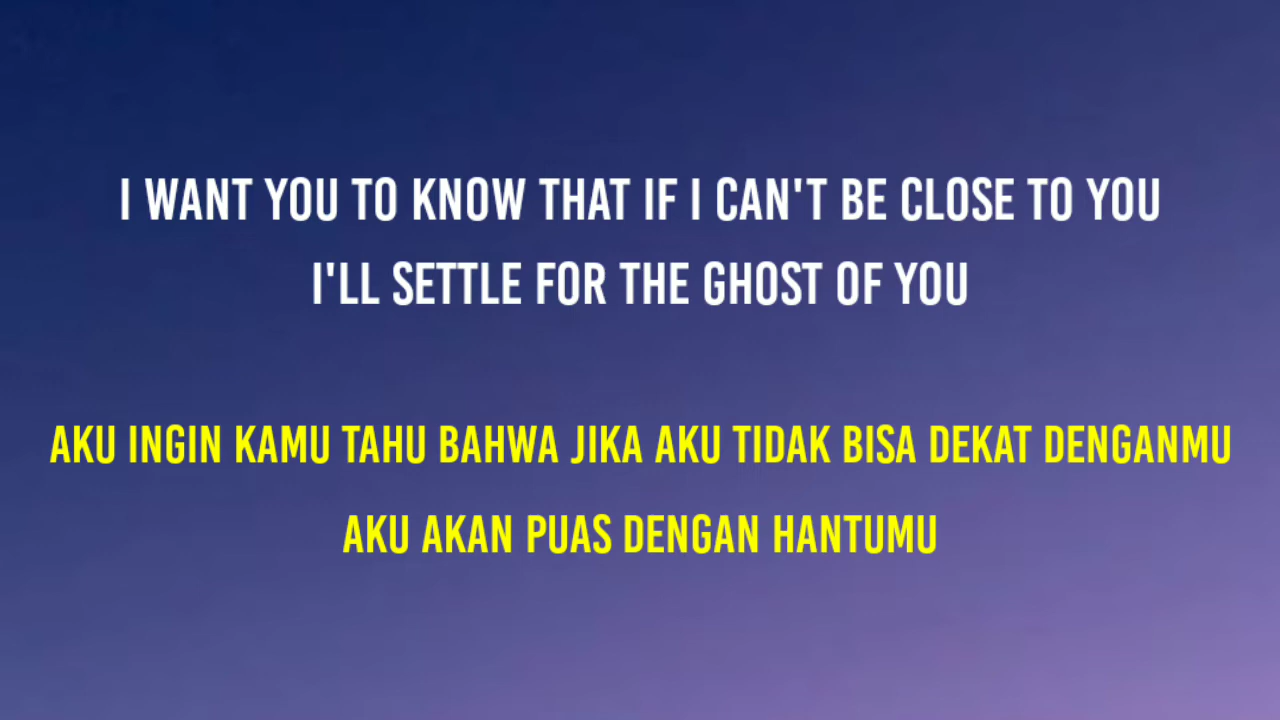 I WANT YOU TO KNOW THAT IF I CAN'T BE CLOSE TO YOU
I'LL SETTLE FOR THE GHOST OF YOU
AKU INGIN KAMU TAHU BAHWA JIKA AKU TIDAK BISA DEKAT DENGANMU
AKU AKAN PUAS DENGAN HANTUMU